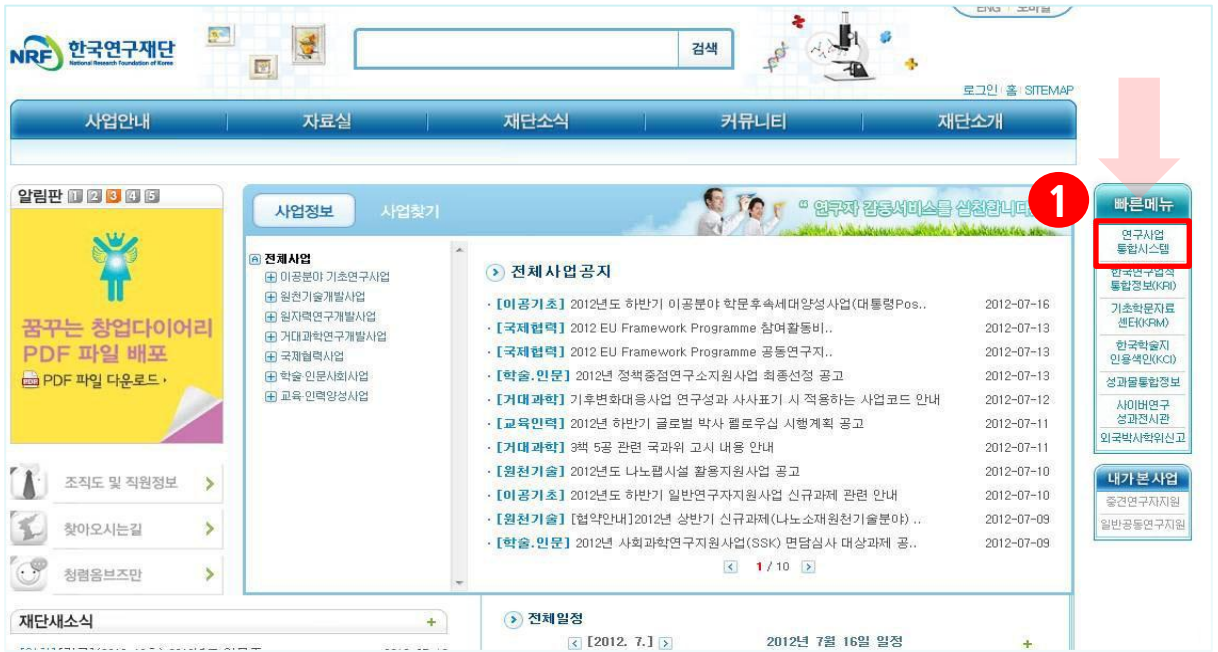 ENG 모바일
NRF 한국연구재단
National Research Foundation of Korea
검색
로그인 홈 SITEMAP
사업안내 자료실 재단소식 커뮤니티 재단소개
알림판 1 2 3 4 5
꿈꾸는 창업다이어리
PDF 파일 배포
PDF 파일 다운로드
조직도 및 직원정보
찾아오시는길
청렴옴브즈만
사업정보 사업찾기
" 연구자 감동서비스를 실천합니다.
전체사업
이공분야 기초연구사업
원천기술개발사업
원자력연구개발사업
거대과학연구개발사업
국제협력사업
학술·인문사회사업
교육·인력양성사업
전체사업공지
· [이공기초] 2012년도 하반기 이공분야 학문후속세대양성사업(대통령Pos.. 2012-07-16
· [국제협력] 2012 EU Framework Programme 참여활동비.. 2012-07-13
· [국제협력] 2012 EU Framework Programme 공동연구지.. 2012-07-13
· [학술.인문] 2012년 정책중점연구소지원사업 최종선정 공고 2012-07-13
· [거대과학] 기후변화대응사업 연구성과 사사표기 시 적용하는 사업코드 안내 2012-07-12
· [교육인력] 2012년 하반기 글로벌 박사 펠로우십 시행계획 공고 2012-07-11
· [거대과학] 3책 5공 관련 국과위 고시 내용 안내 2012-07-11
· [원천기술] 2012년도 나노팹시설 활용지원사업 공고 2012-07-10
· [이공기초] 2012년도 하반기 일반연구자지원사업 신규과제 관련 안내 2012-07-10
· [원천기술] [협약안내]2012년 상반기 신규과제(나노소재원천기술분야) .. 2012-07-09
· [학술.인문] 2012년 사회과학연구지원사업(SSK) 면담심사 대상과제 공.. 2012-07-09
< 1 / 10 >
1
빠른메뉴
연구사업
통합시스템
한국연구업적
통합정보(KRI)
기초학문자료
센터(KRM)
한국학술지
인용색인(KCI)
성과물통합정보
사이버연구
성과전시관
외국박사학위신고
내가 본 사업
중견연구자지원
일반공동연구지원
재단새소식 +
전체일정
< [2012. 7.] > 2012년 7월 16일 일정 +